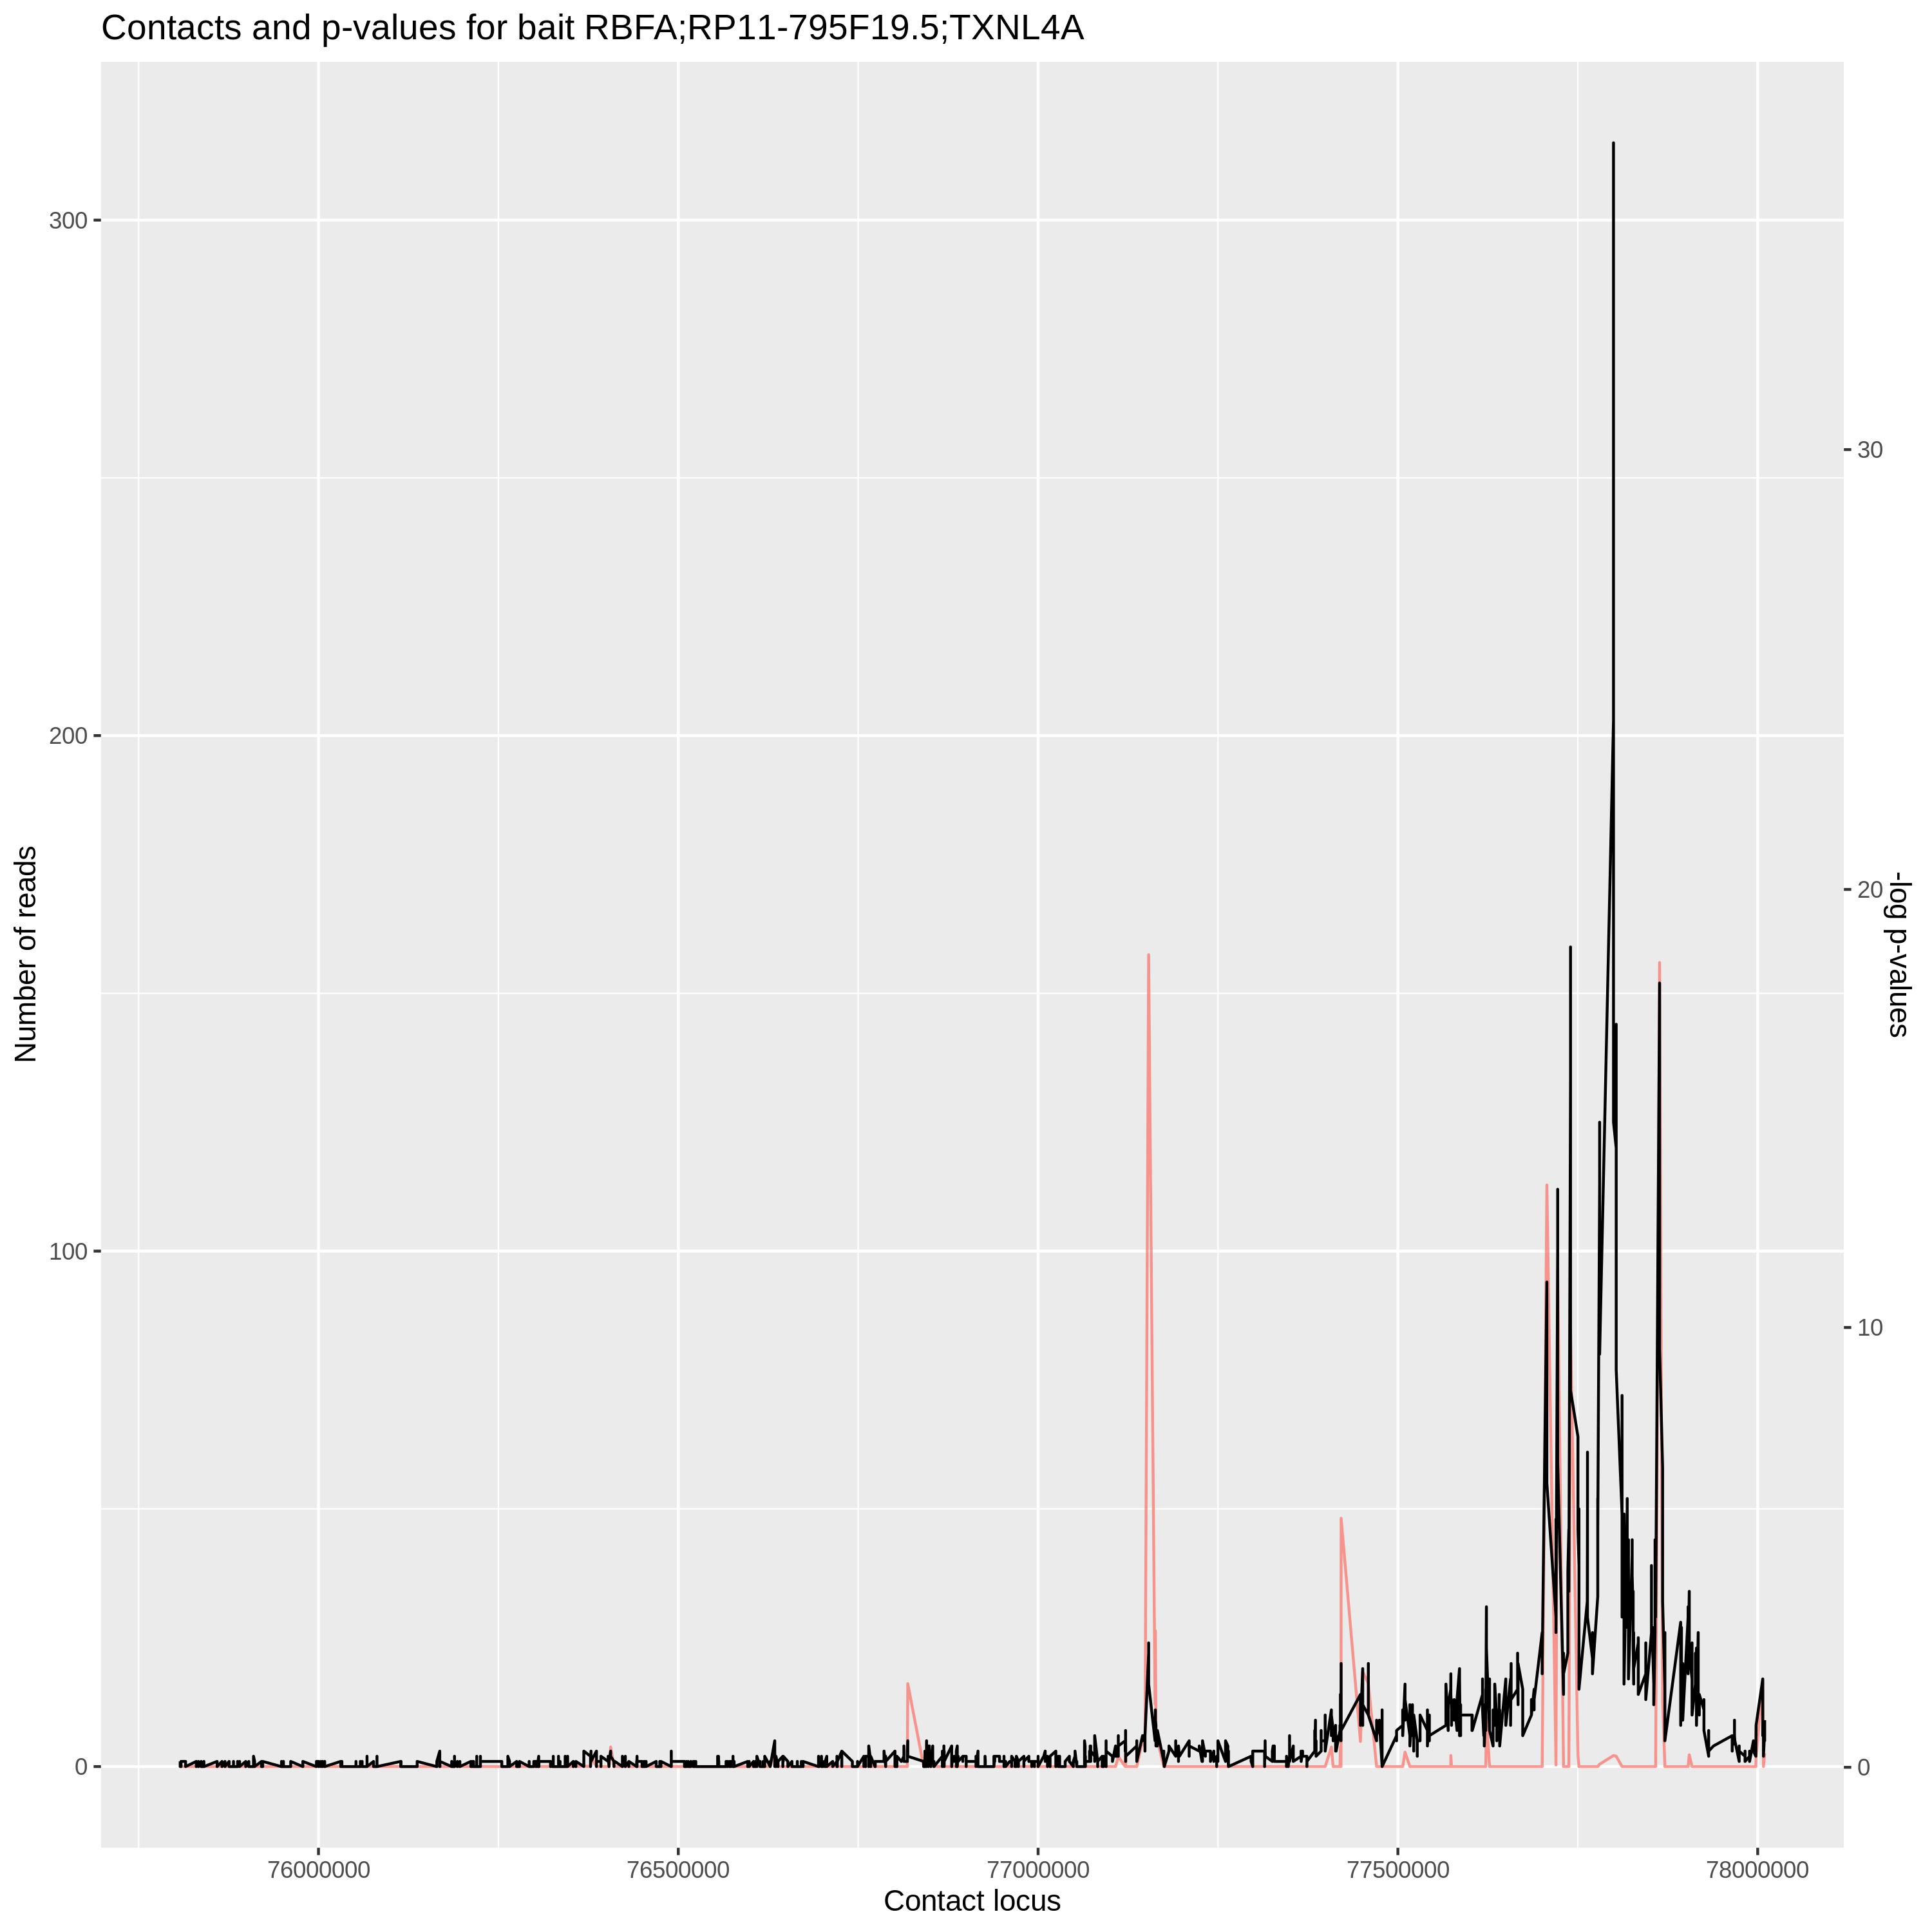 Contacts and p-values for bait RBFA;RP11-795F19.5;TXNL4A
300
200
100
0
Number of reads
30
20
10
0
-log p-values
76000000 76500000 77000000 77500000 78000000
Contact locus